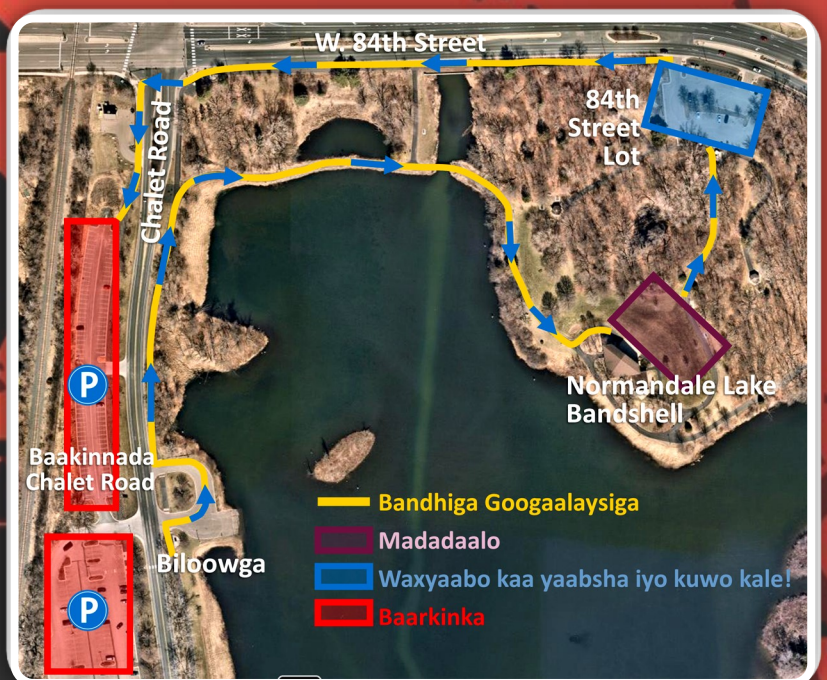 W. 84th Street
84th
Street
Lot
Chalet Road
P
Normandale Lake
Bandshell
Baakinnada
Chalet Road
Bandhiga Googaalaysiga
Madadaalo
Biloowga
Waxyaabo kaa yaabsha iyo kuwo kale!
P
Baarkinka